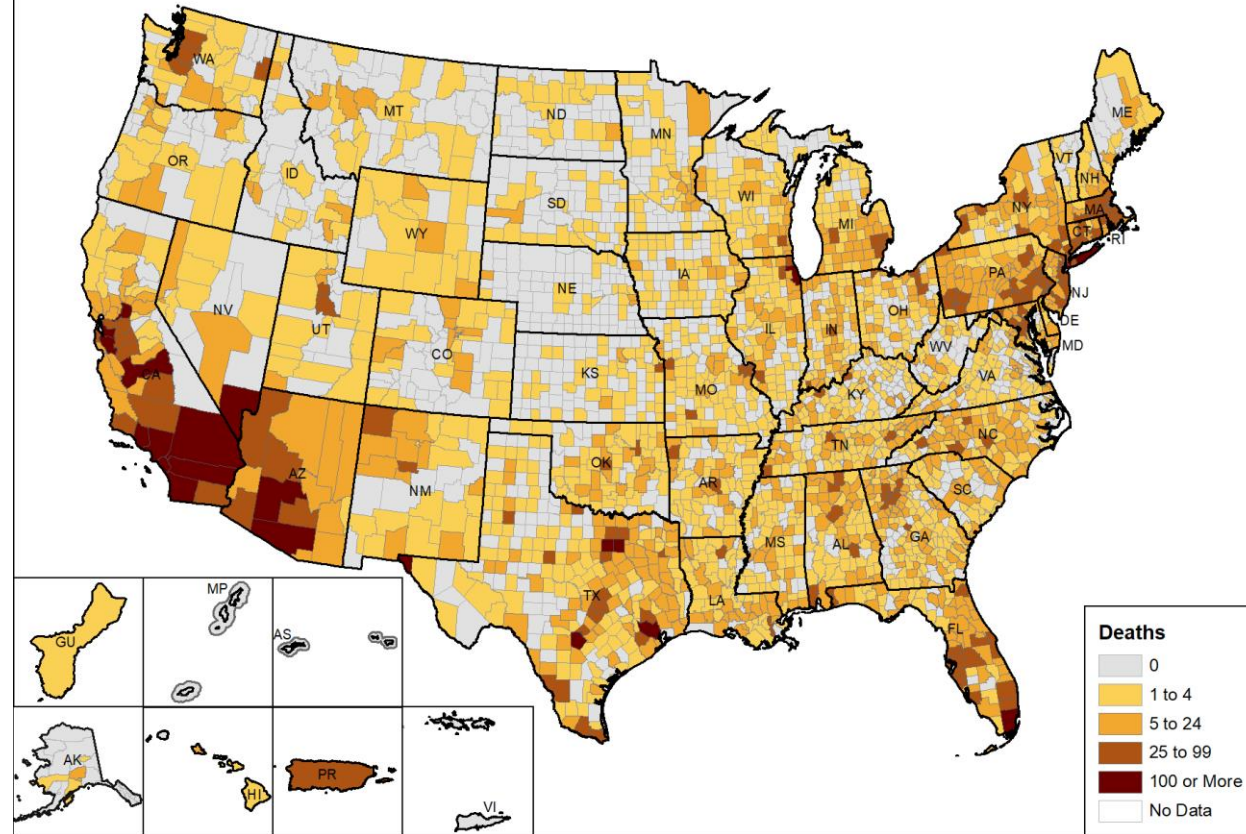 WA
MT
ND
MN
ME
OR
ID
SD
WI
VT
NH
NY
MA
WY
MI
CT
RI
IA
PA
NE
NV
NJ
OH
UT
IL
IN
DE
CO
WV
MD
CA
KS
VA
MO
KY
NC
TN
AZ
OK
NM
AR
SC
MS
AL
GA
TX
LA
FL
MP
GU
AS
AK
HI
PR
VI
Deaths
0
1 to 4
5 to 24
25 to 99
100 or More
No Data